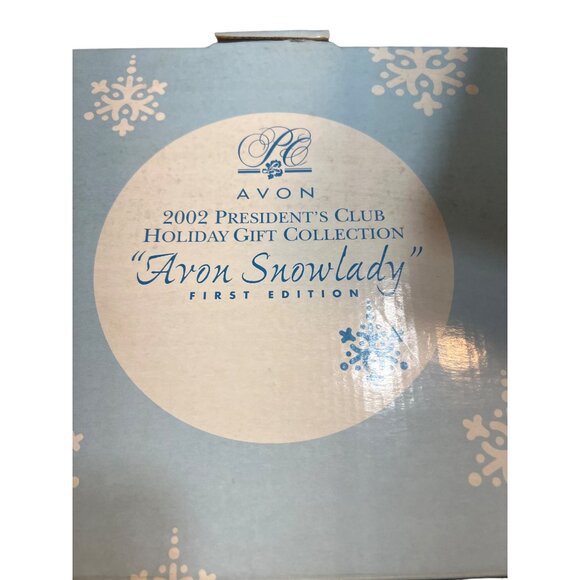 PC
AVON
2002 PRESIDENT'S CLUB
HOLIDAY GIFT COLLECTION
"Avon Snowlady"
FIRST EDITION